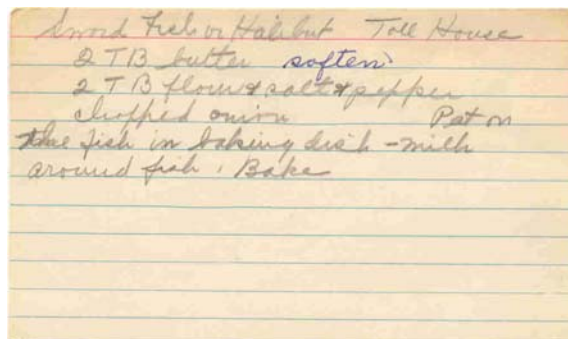 Sword Fish or Halibut Toll House
2 TB butter soften
2 TB flour & salt & pepper
chopped onion Pat on
the fish in baking dish - milk
around fish. Bake